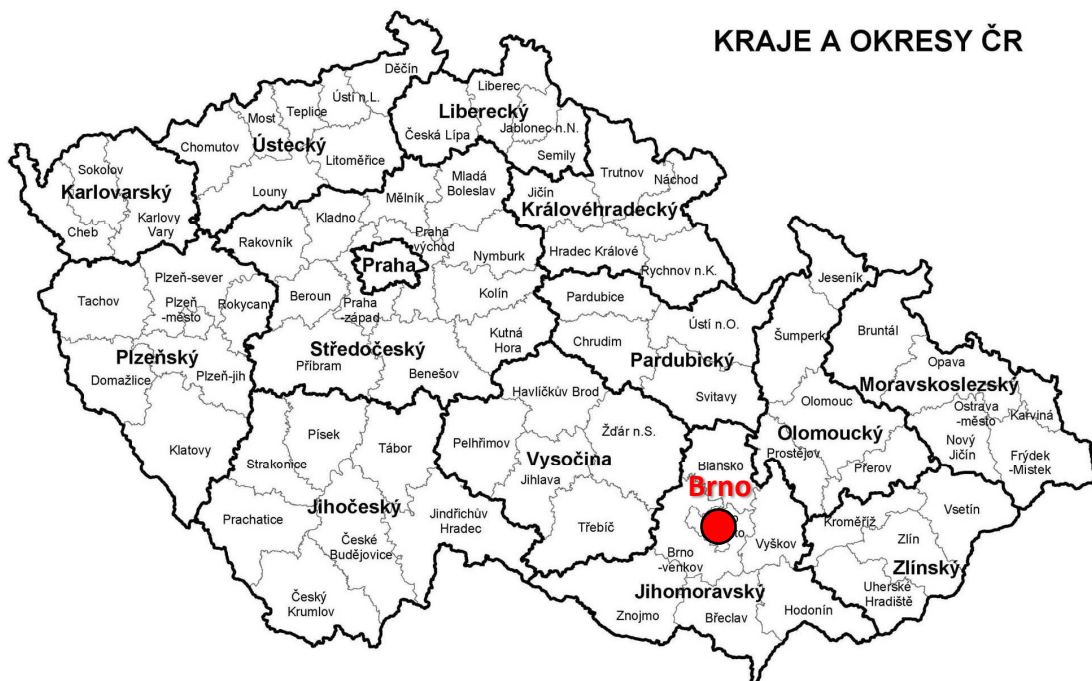 KRAJE A OKRESY ČR
Děčín
Liberec
Ústí n.L.
Teplice
Most
Liberecký
Jablonec n.N.
Česká Lípa
Ústecký
Chomutov
Litoměřice
Semily
Sokolov
Mladá
Boleslav
Trutnov
Náchod
Karlovarský
Louny
Mělník
Jičín
Královéhradecký
Karlovy
Vary
Cheb
Kladno
Praha
-východ
Rakovník
Nymburk
Hradec Králové
Praha
Rychnov n.K.
Jeseník
Plzeň-sever
Tachov
Rokycany
Beroun
Kolín
Pardubice
Plzeň
-město
Praha
-západ
Ústí n.O.
Bruntál
Šumperk
Kutná
Hora
Chrudim
Středočeský
Plzeňský
Příbram
Benešov
Pardubický
Opava
Domažlice
Plzeň-jih
Moravskoslezský
Havlíčkův Brod
Svitavy
Olomouc
Ostrava
-město
Karviná
Písek
Tábor
Pelhřimov
Žďár n.S.
Olomoucký
Klatovy
Prostějov
Nový
Jičín
Frýdek
-Mistek
Strakonice
Vysočina
Blansko
Přerov
Jihlava
Brno
Jihočeský
Jindřichův
Hradec
Vsetín
Prachatice
Třebíč
Kroměříž
České
Budějovice
Zlín
Vyškov
Brno
-venkov
Zlínský
Český
Krumlov
Jihomoravský
Uherské
Hradiště
Znojmo
Břeclav
Hodonín